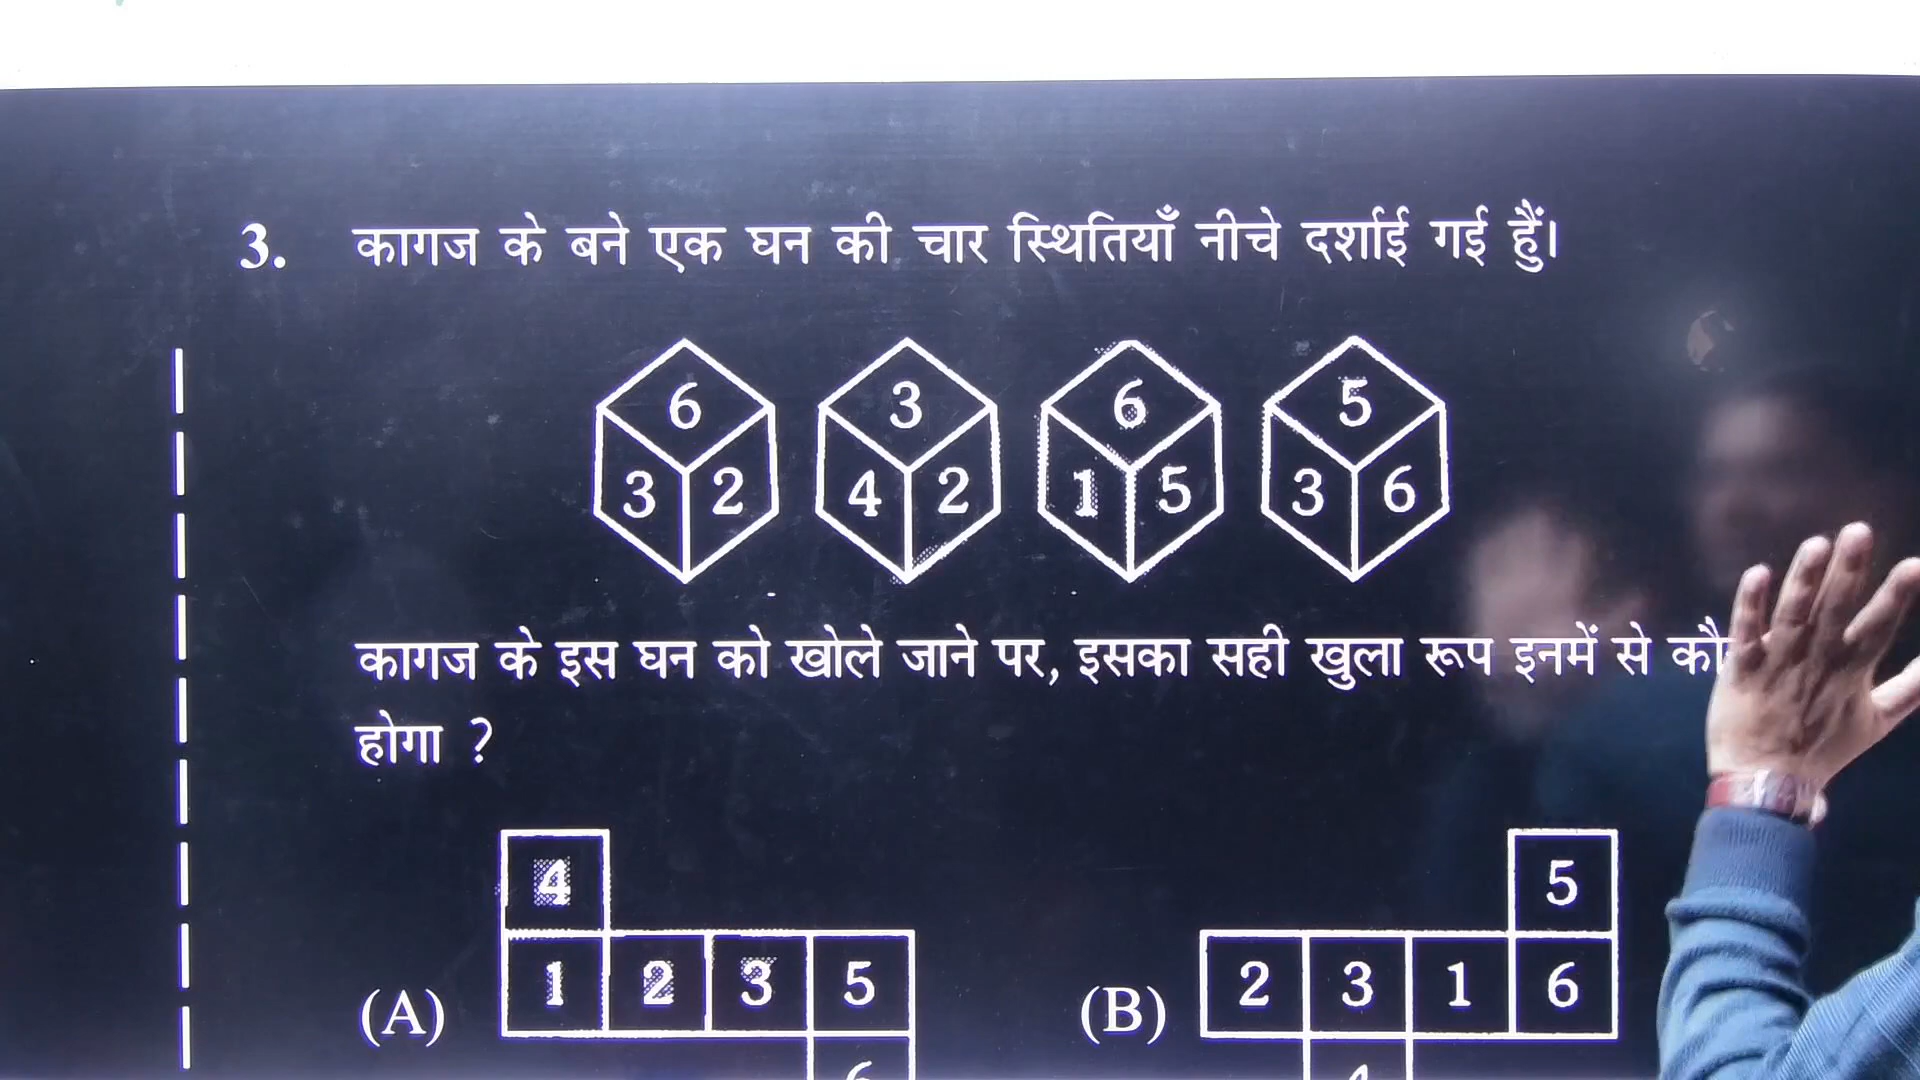 3. कागज के बने एक घन की चार स्थितियाँ नीचे दर्शाई गई हैं।
6 3 6 5
3 2 4 2 1 5 3 6
कागज के इस घन को खोले जाने पर, इसका सही खुला रूप इनमें से
होगा ?
4 5
(A) 1 2 3 5 (B) 2 3 1 6